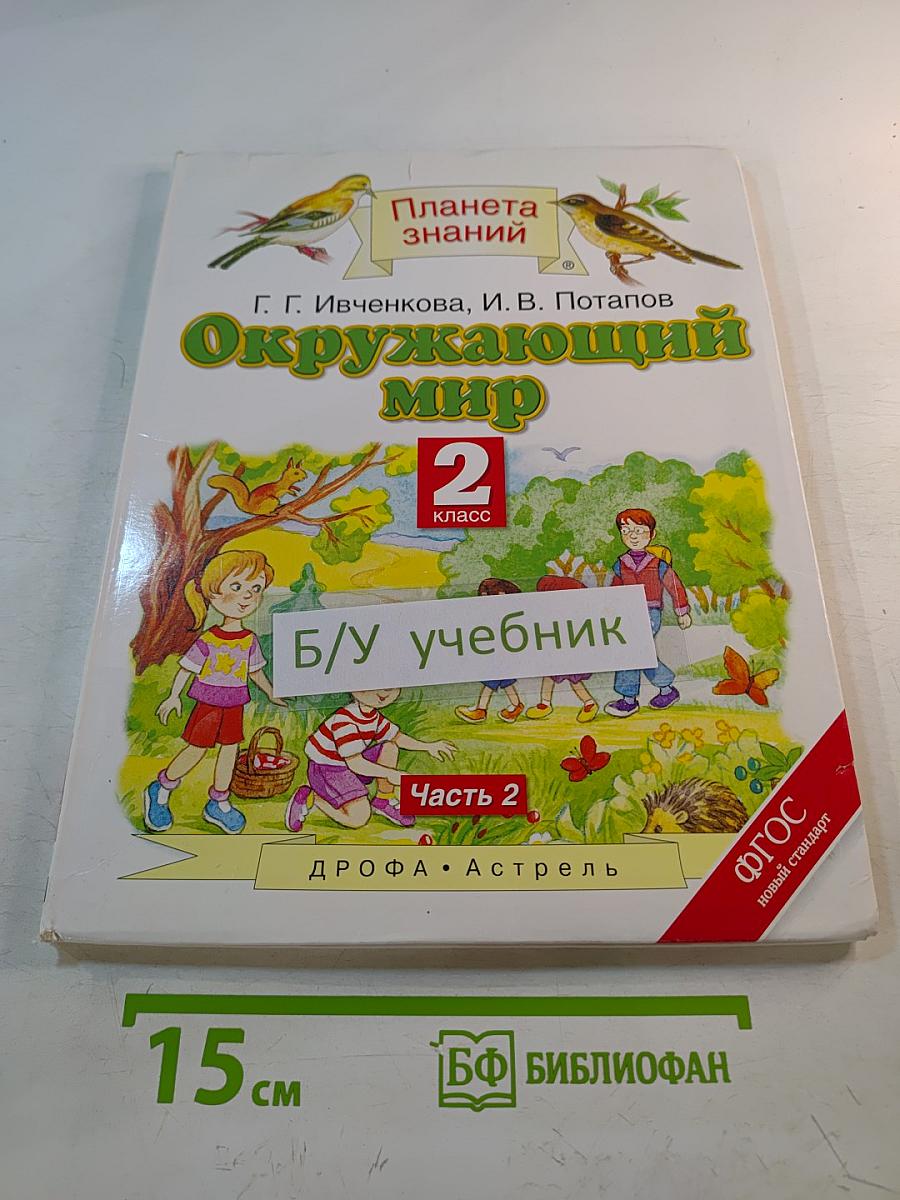 Планета
знаний
®
Г. Г. Ивченкова, И. В. Потапов
Окружающий
мир
2
класс
Б/У учебник
Часть 2
ДРОФА • Астрель
ФГОС
новый стандарт
15 см
БФ БИБЛИОФАН